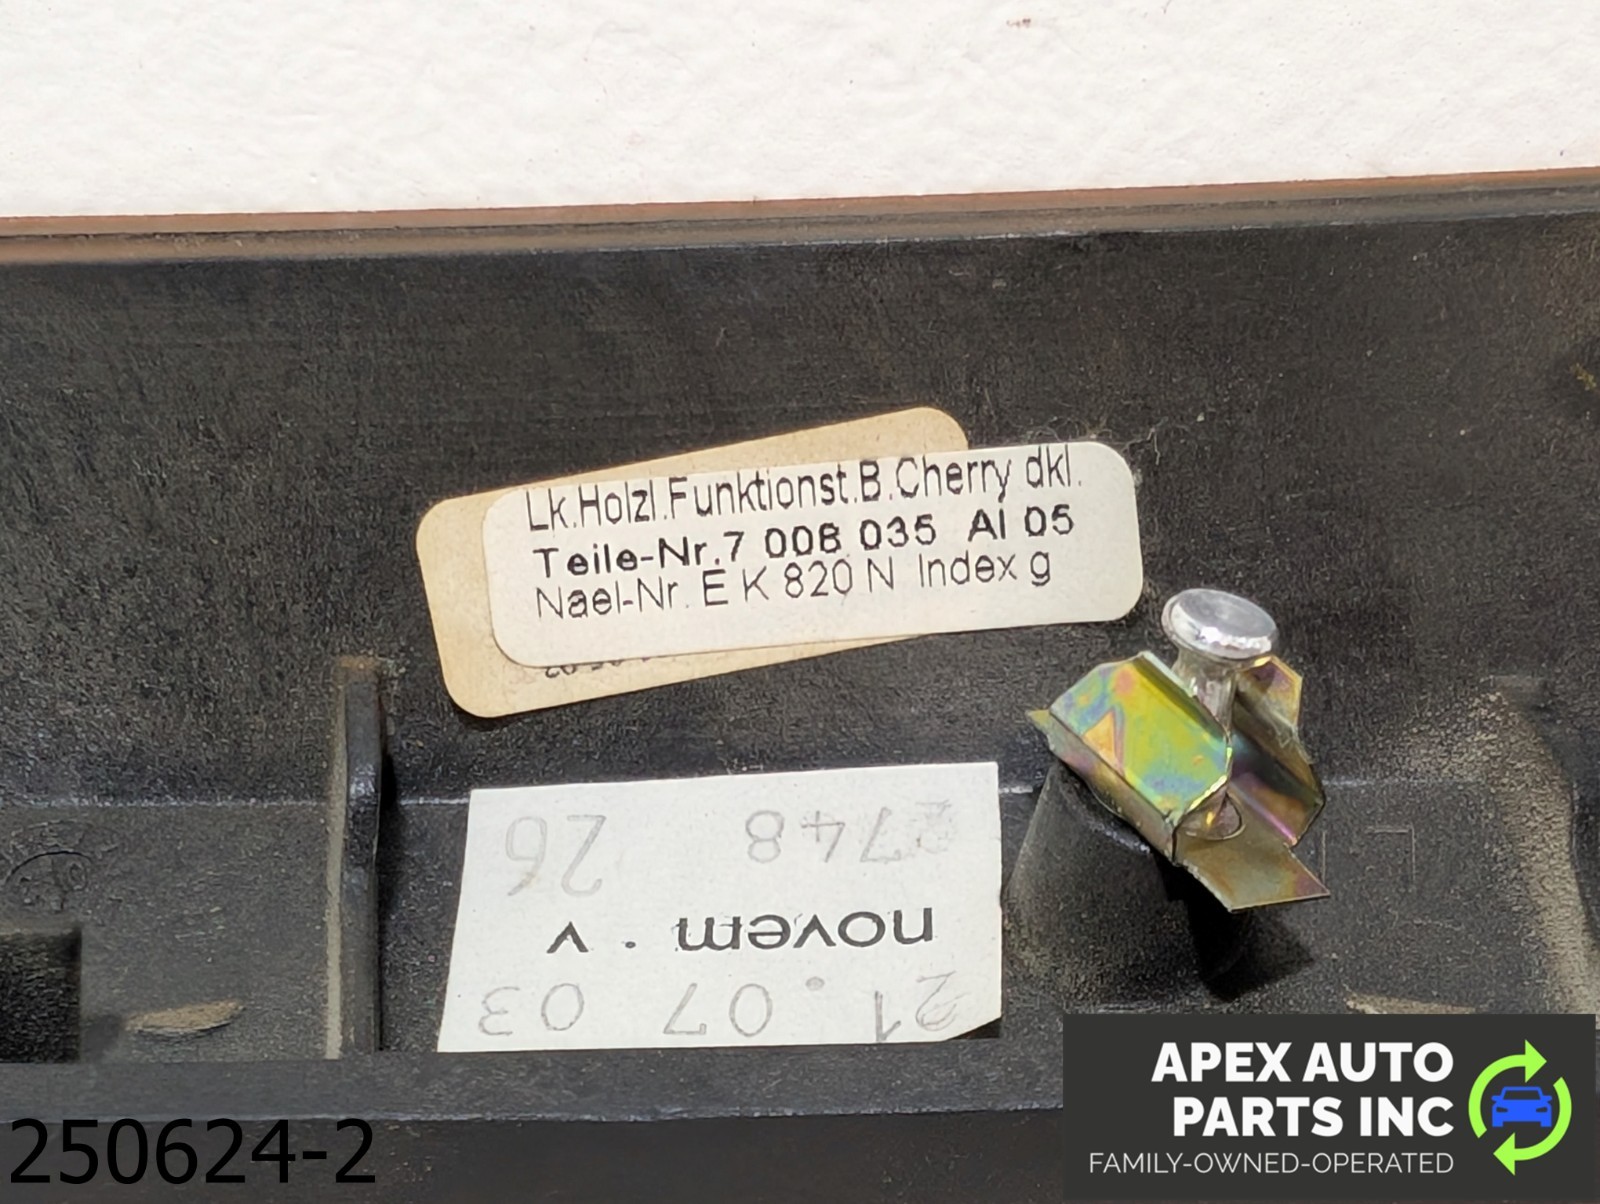 Lk.Holzl.Funktionst.B.Cherry dkl.
Teile-Nr.7 008 035 AI 05
Nael-Nr. E K 820 N Index g
21.07 03
novem . v
2748 26
250624-2
APEX AUTO
PARTS INC
FAMILY-OWNED-OPERATED